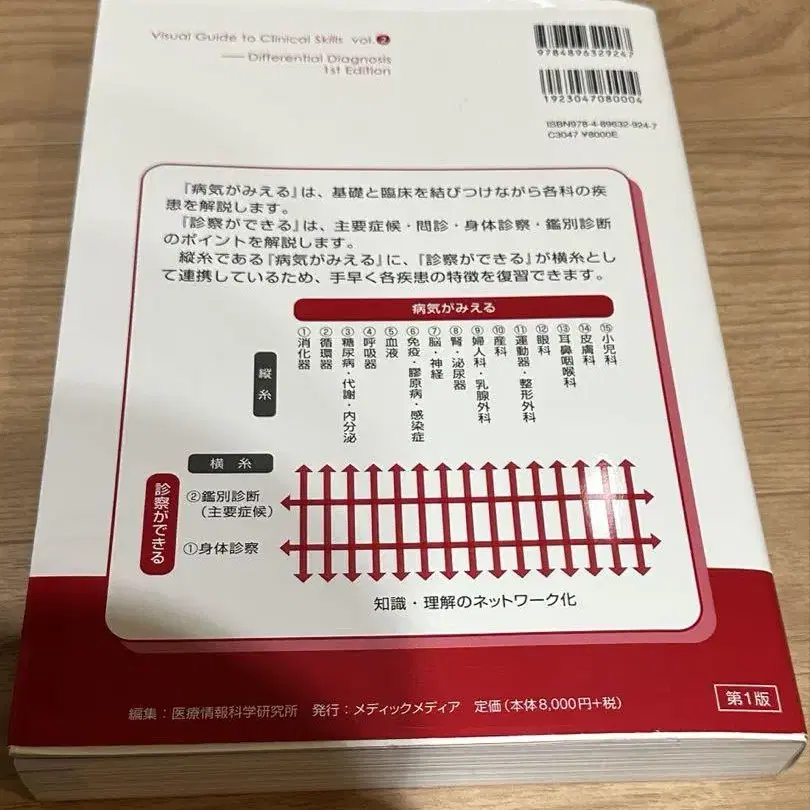 Visual Guide to Clinical Skills vol.❷
── Differential Diagnosis
1st Edition
9784896329247
1923047080004
ISBN978-4-89632-924-7
C3047 ¥8000E
『病気がみえる』は、基礎と臨床を結びつけながら各科の疾
患を解説します。
『診察ができる』は、主要症候・問診・身体診察・鑑別診断
のポイントを解説します。
縦糸である『病気がみえる』に、『診察ができる』が横糸とし
て連携しているため、手早く各疾患の特徴を復習できます。
病気がみえる
縦糸
①消化器
②循環器
③糖尿病・代謝・内分泌
④呼吸器
⑤血液
⑥免疫・膠原病・感染症
⑦脳・神経
⑧腎・泌尿器
⑨婦人科・乳腺外科
⑩産科
⑪運動器・整形外科
⑫眼科
⑬耳鼻咽喉科
⑭皮膚科
⑮小児科
横糸
診察ができる
②鑑別診断
（主要症候）
①身体診察
知識・理解のネットワーク化
編集：医療情報科学研究所 発行：メディックメディア 定価（本体8,000円+税）
第1版